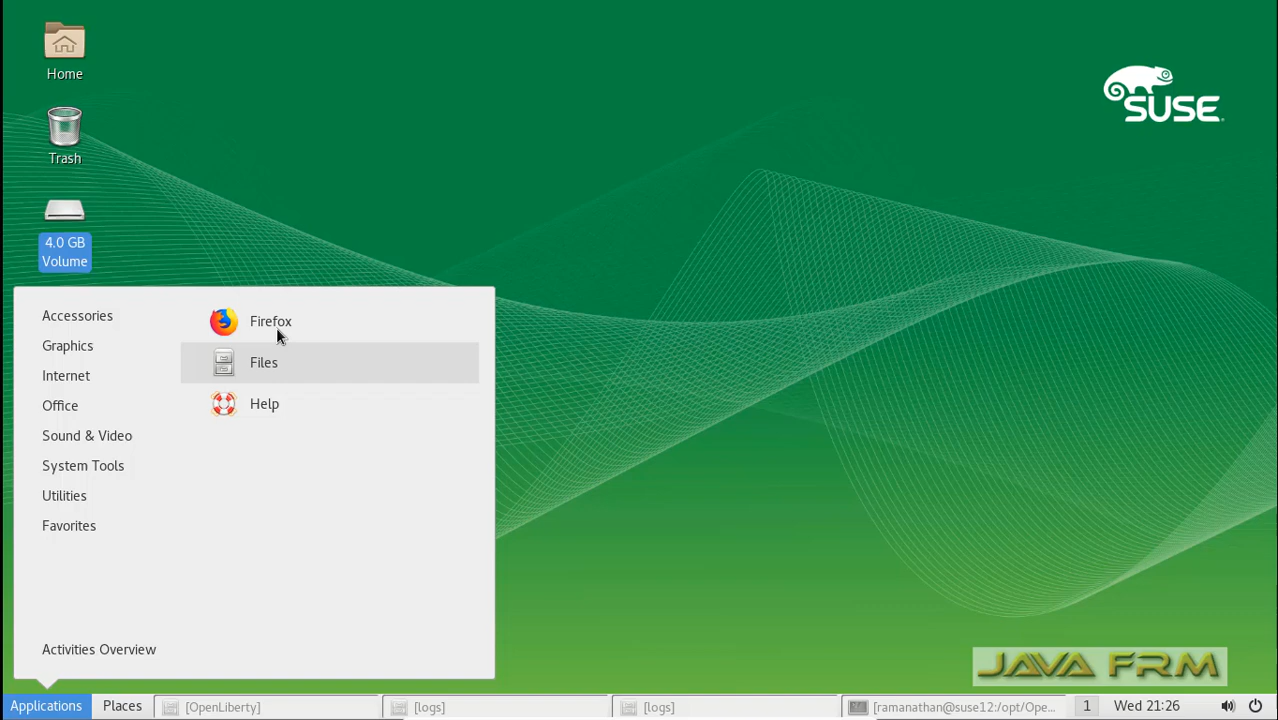 Home
Trash
4.0 GB
Volume
SUSE
Accessories
Graphics
Internet
Office
Sound & Video
System Tools
Utilities
Favorites
Firefox
Files
Help
Activities Overview
JAVA FRM
Applications
Places
[OpenLiberty]
[logs]
[logs]
[ramanathan@suse12:/opt/Ope...
1
Wed 21:26